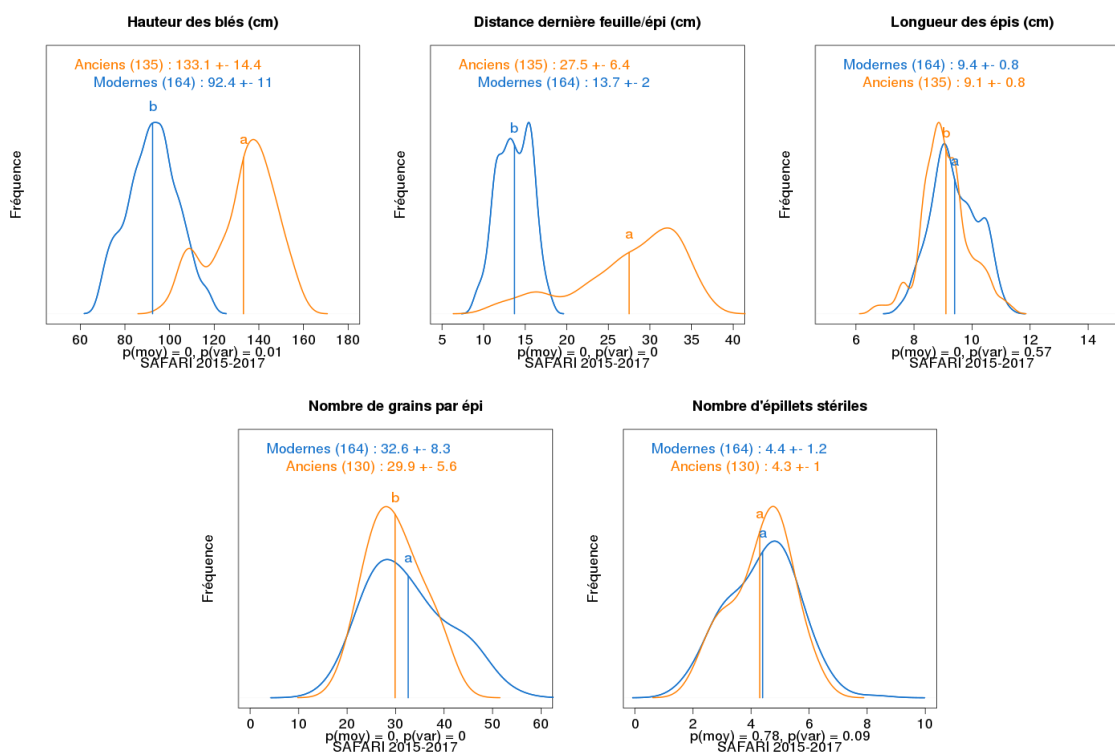 Hauteur des blés (cm)
Anciens (135) : 133.1 +- 14.4
Modernes (164) : 92.4 +- 11
b
a
Fréquence
60 80 100 120 140 160 180
p(moy) = 0, p(var) = 0.01
SAFARI 2015-2017
Distance dernière feuille/épi (cm)
Anciens (135) : 27.5 +- 6.4
Modernes (164) : 13.7 +- 2
b
a
Fréquence
5 10 15 20 25 30 35 40
p(moy) = 0, p(var) = 0
SAFARI 2015-2017
Longueur des épis (cm)
Modernes (164) : 9.4 +- 0.8
Anciens (135) : 9.1 +- 0.8
b
a
Fréquence
6 8 10 12 14
p(moy) = 0, p(var) = 0.57
SAFARI 2015-2017
Nombre de grains par épi
Modernes (164) : 32.6 +- 8.3
Anciens (130) : 29.9 +- 5.6
b
a
Fréquence
0 10 20 30 40 50 60
p(moy) = 0, p(var) = 0
SAFARI 2015-2017
Nombre d'épillets stériles
Modernes (164) : 4.4 +- 1.2
Anciens (130) : 4.3 +- 1
a
a
Fréquence
0 2 4 6 8 10
p(moy) = 0.78, p(var) = 0.09
SAFARI 2015-2017